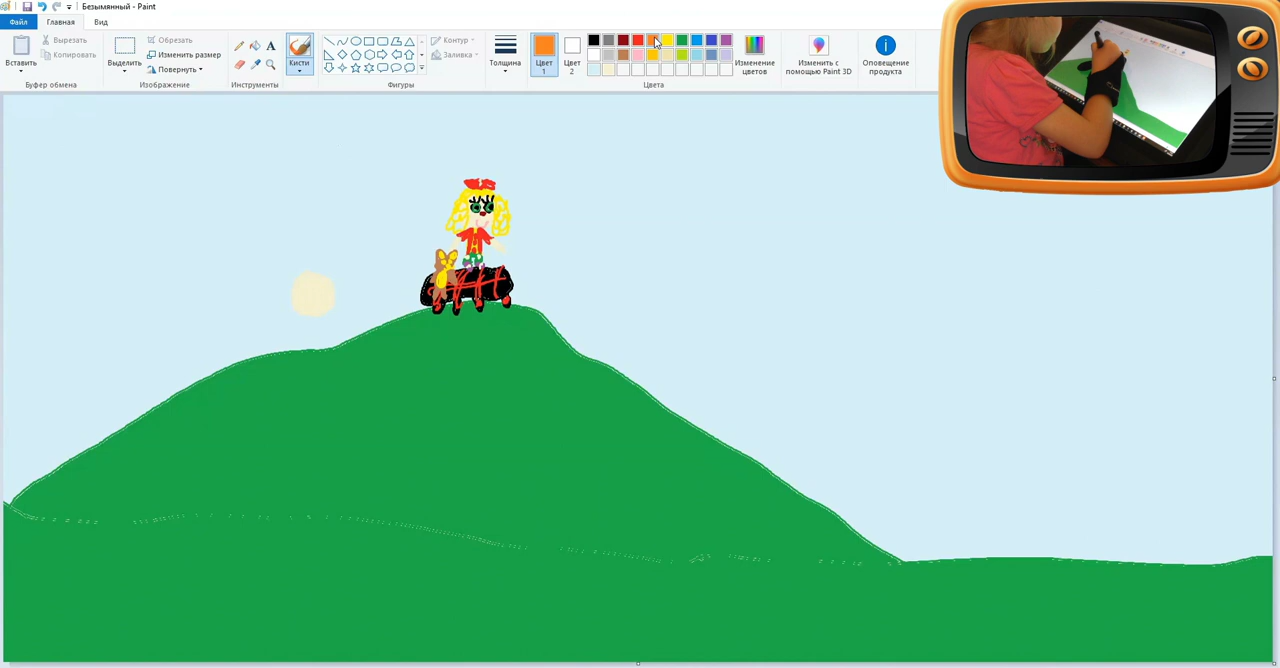 Безымянный - Paint
Файл Главная Вид
Вставить
Вырезать
Копировать
Буфер обмена
Выделить
Обрезать
Изменить размер
Повернуть
Изображение
A
Инструменты
Кисти
Контур
Заливка
Фигуры
Толщина
Цвет 1
Цвет 2
Изменение цветов
Цвета
Изменить с помощью Paint 3D
Оповещение продукта